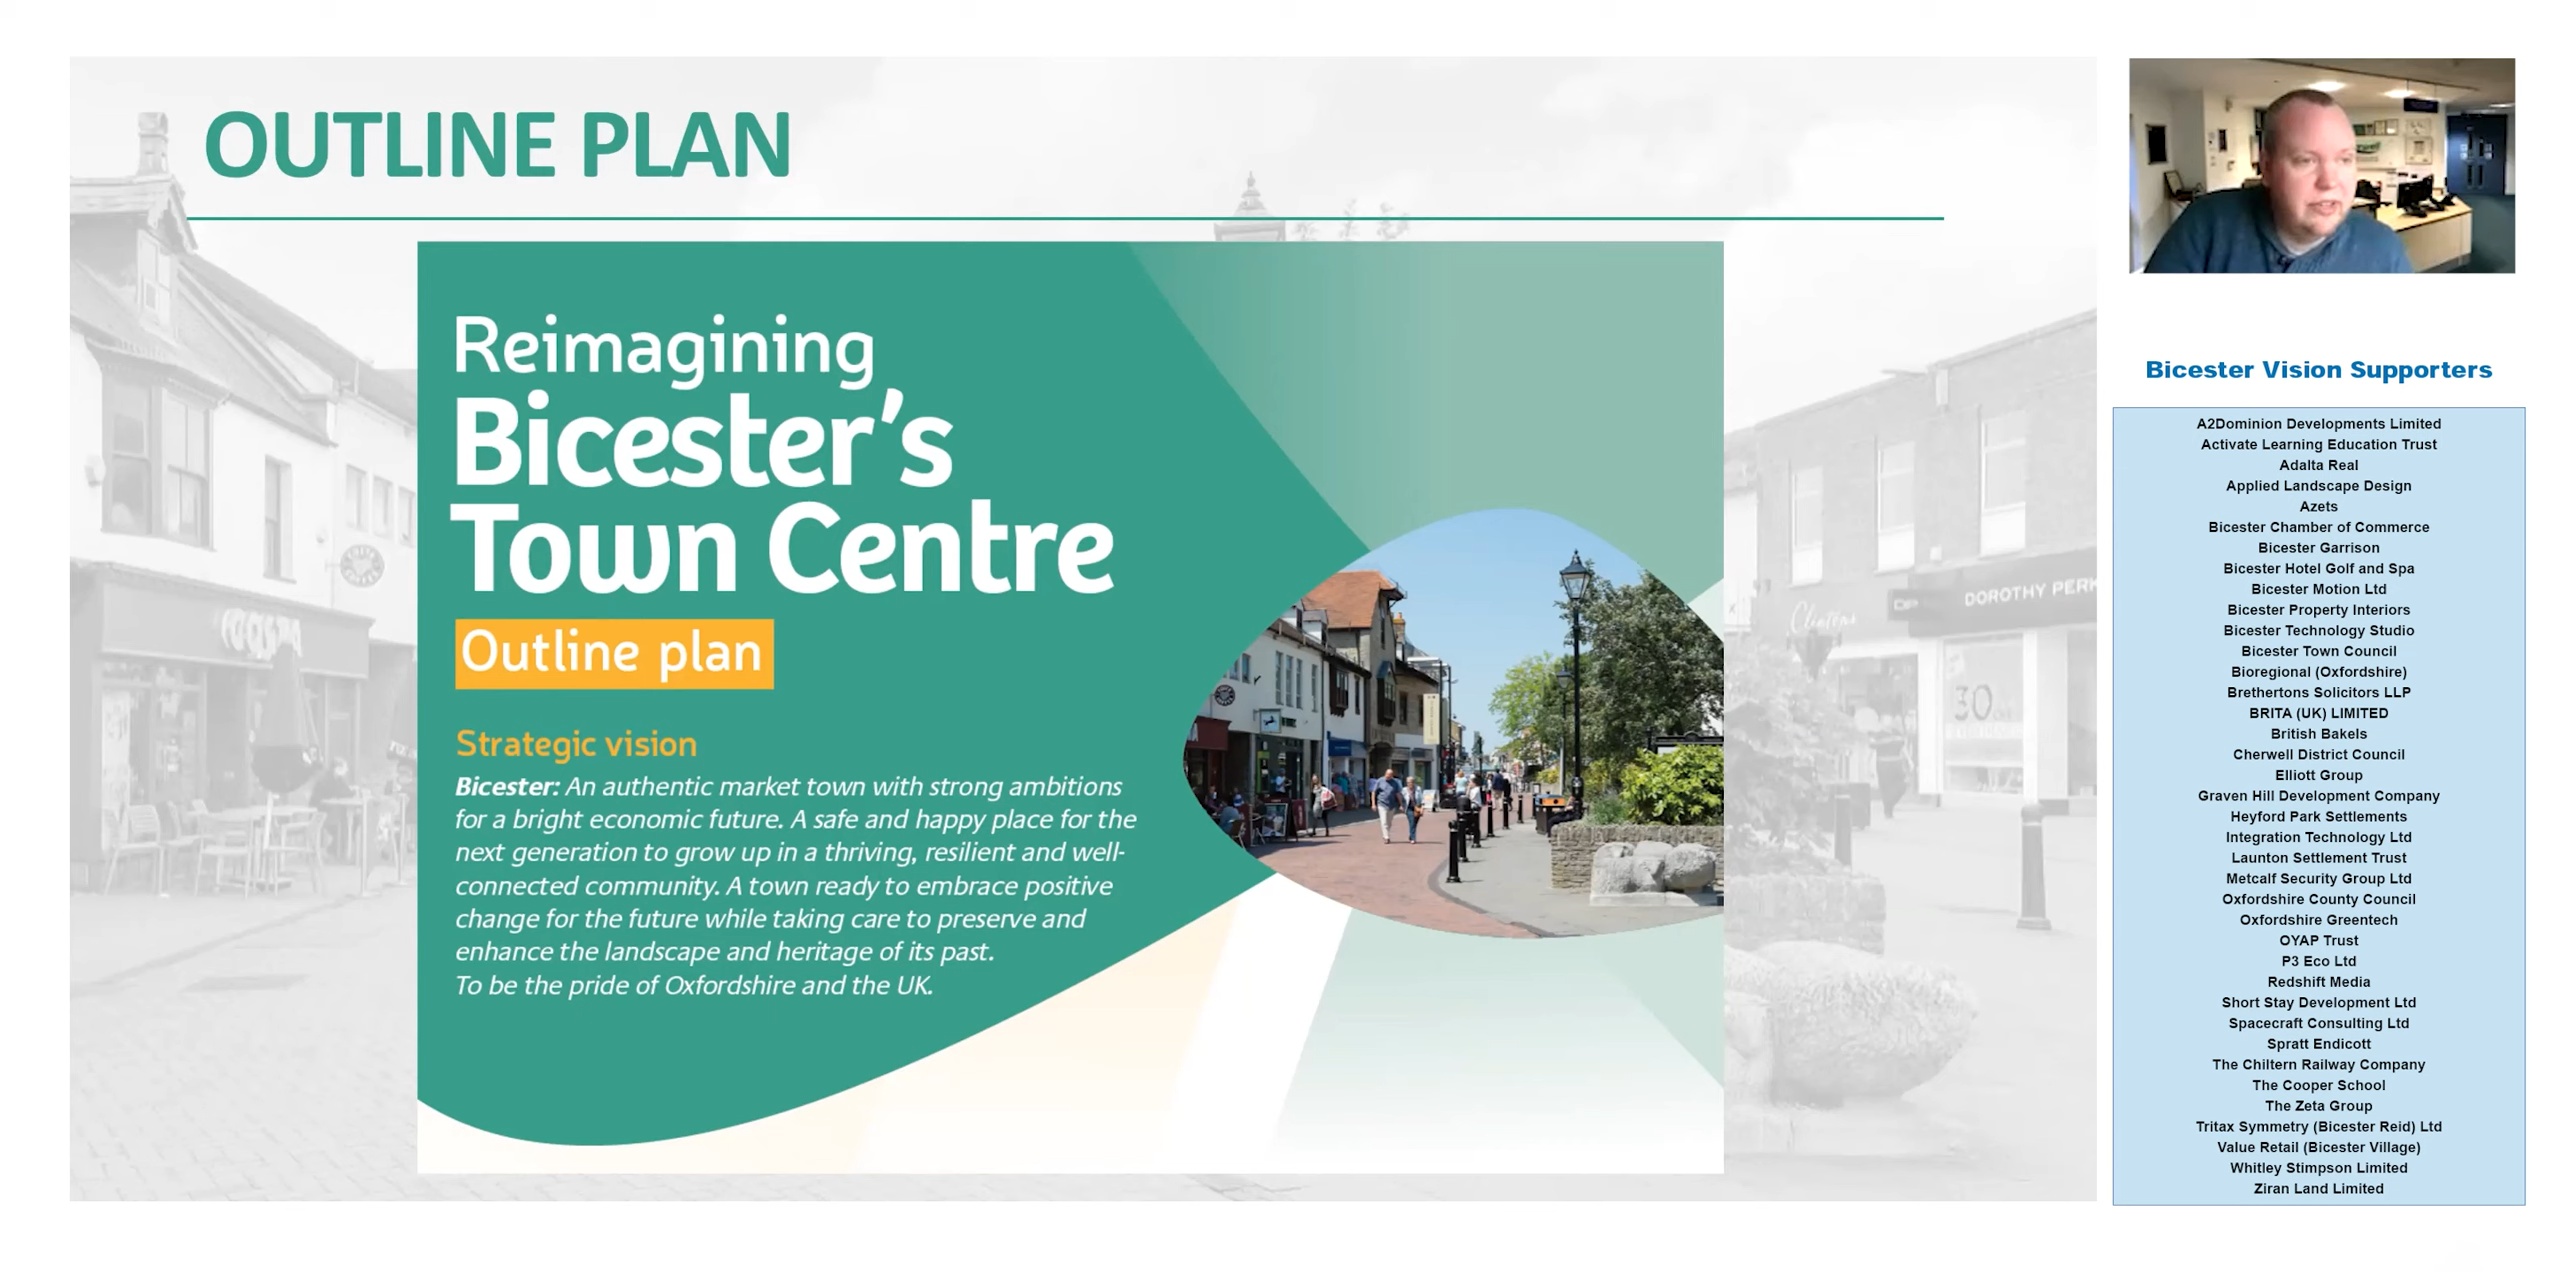 OUTLINE PLAN
Reimagining
Bicester's
Town Centre
Outline plan
Strategic vision
Bicester: An authentic market town with strong ambitions
for a bright economic future. A safe and happy place for the
next generation to grow up in a thriving, resilient and well-
connected community. A town ready to embrace positive
change for the future while taking care to preserve and
enhance the landscape and heritage of its past.
To be the pride of Oxfordshire and the UK.
COSTA
Clintons
DP
DOROTHY PERK
30
Bicester Vision Supporters
A2Dominion Developments Limited
Activate Learning Education Trust
Adalta Real
Applied Landscape Design
Azets
Bicester Chamber of Commerce
Bicester Garrison
Bicester Hotel Golf and Spa
Bicester Motion Ltd
Bicester Property Interiors
Bicester Technology Studio
Bicester Town Council
Bioregional (Oxfordshire)
Brethertons Solicitors LLP
BRITA (UK) LIMITED
British Bakels
Cherwell District Council
Elliott Group
Graven Hill Development Company
Heyford Park Settlements
Integration Technology Ltd
Launton Settlement Trust
Metcalf Security Group Ltd
Oxfordshire County Council
Oxfordshire Greentech
OYAP Trust
P3 Eco Ltd
Redshift Media
Short Stay Development Ltd
Spacecraft Consulting Ltd
Spratt Endicott
The Chiltern Railway Company
The Cooper School
The Zeta Group
Tritax Symmetry (Bicester Reid) Ltd
Value Retail (Bicester Village)
Whitley Stimpson Limited
Ziran Land Limited